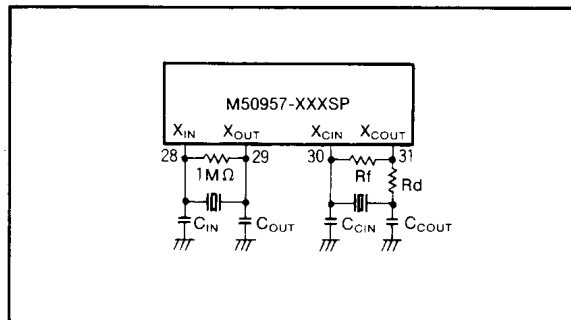 M50957-XXXSP
XIN XOUT XCIN XCOUT
28 29 30 31
1MΩ Rf
Rd
CIN COUT CCIN CCOUT